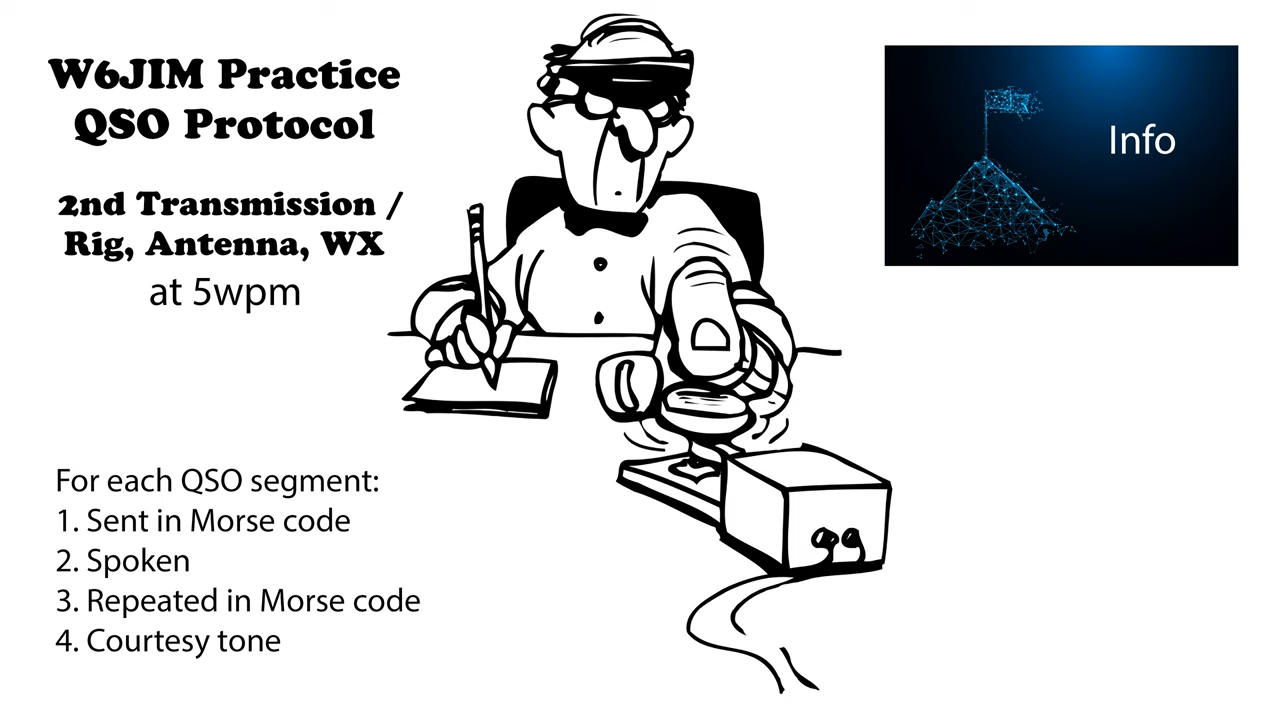 W6JIM Practice
QSO Protocol
2nd Transmission /
Rig, Antenna, WX
at 5wpm
Info
For each QSO segment:
1. Sent in Morse code
2. Spoken
3. Repeated in Morse code
4. Courtesy tone